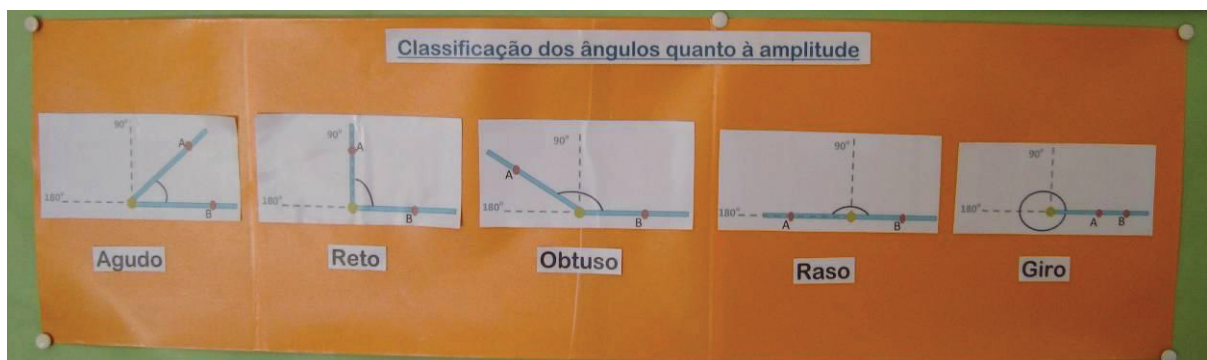 Classificação dos ângulos quanto à amplitude
90°
A
180°
B
Agudo
90°
A
180°
B
Reto
90°
A
180°
B
Obtuso
90°
180°
A
B
Raso
90°
180°
A
B
Giro